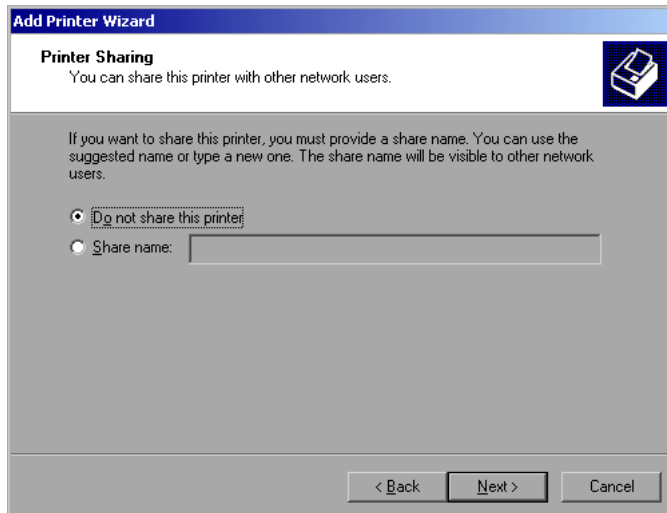 Add Printer Wizard
Printer Sharing
You can share this printer with other network users.
If you want to share this printer, you must provide a share name. You can use the
suggested name or type a new one. The share name will be visible to other network
users.
Do not share this printer
Share name:
< Back
Next >
Cancel